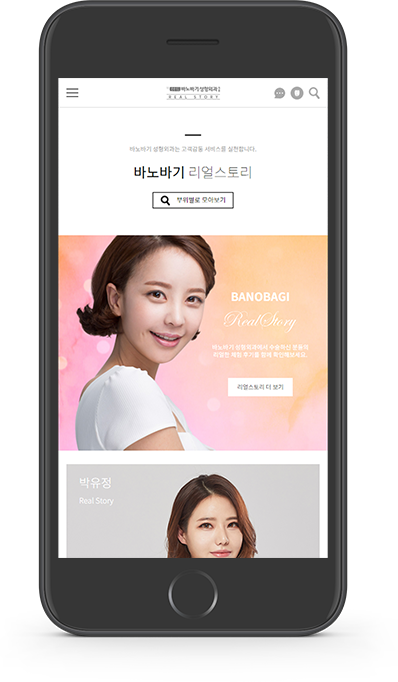 바노바기성형외과
REAL STORY
바노바기 성형외과는 고객감동 서비스를 실천합니다.
바노바기 리얼스토리
부위별로 모아보기
BANOBAGI
Real Story
바노바기 성형외과에서 수술하신 분들의
리얼한 체험 후기를 함께 확인해보세요.
리얼스토리 더 보기
박유정
Real Story